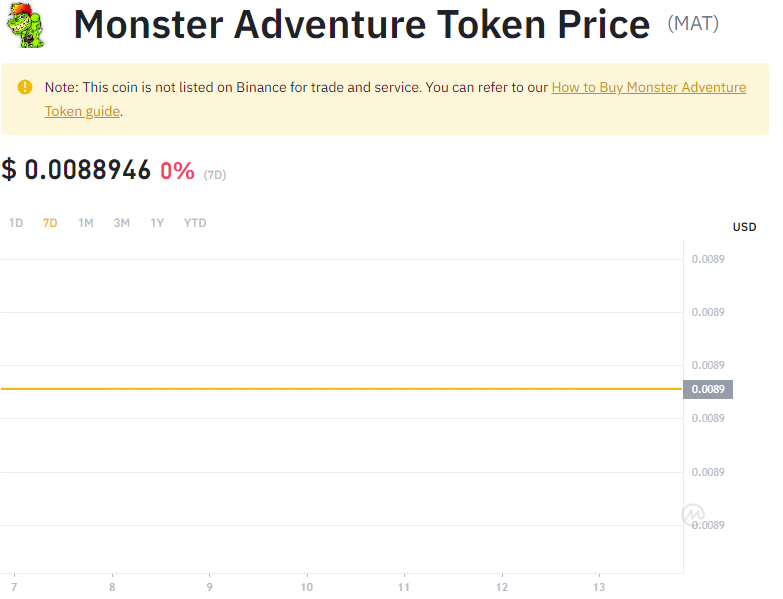 Monster Adventure Token Price (MAT)
Note: This coin is not listed on Binance for trade and service. You can refer to our How to Buy Monster Adventure
Token guide.
$ 0.0088946 0% (7D)
1D 7D 1M 3M 1Y YTD
USD
0.0089
0.0089
0.0089
0.0089
0.0089
0.0089
0.0089
7 8 9 10 11 12 13